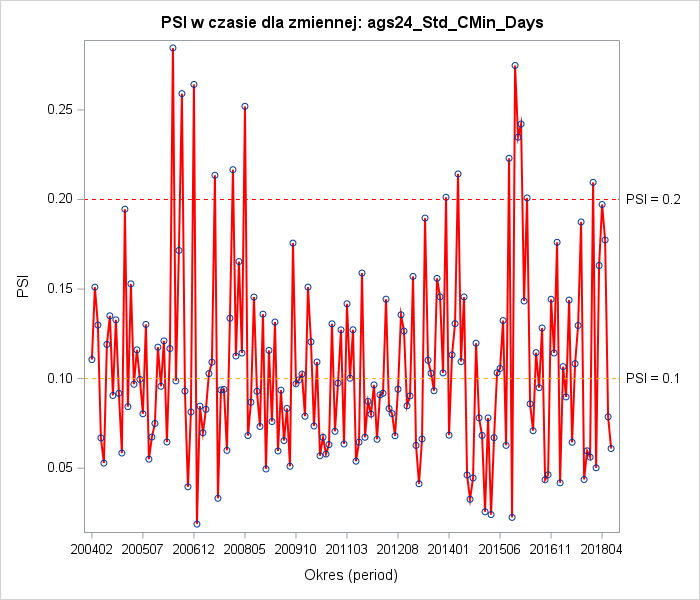 PSI w czasie dla zmiennej: ags24_Std_CMin_Days
PSI
0.25
0.20
0.15
0.10
0.05
PSI = 0.2
PSI = 0.1
200402 200507 200612 200805 200910 201103 201208 201401 201506 201611 201804
Okres (period)